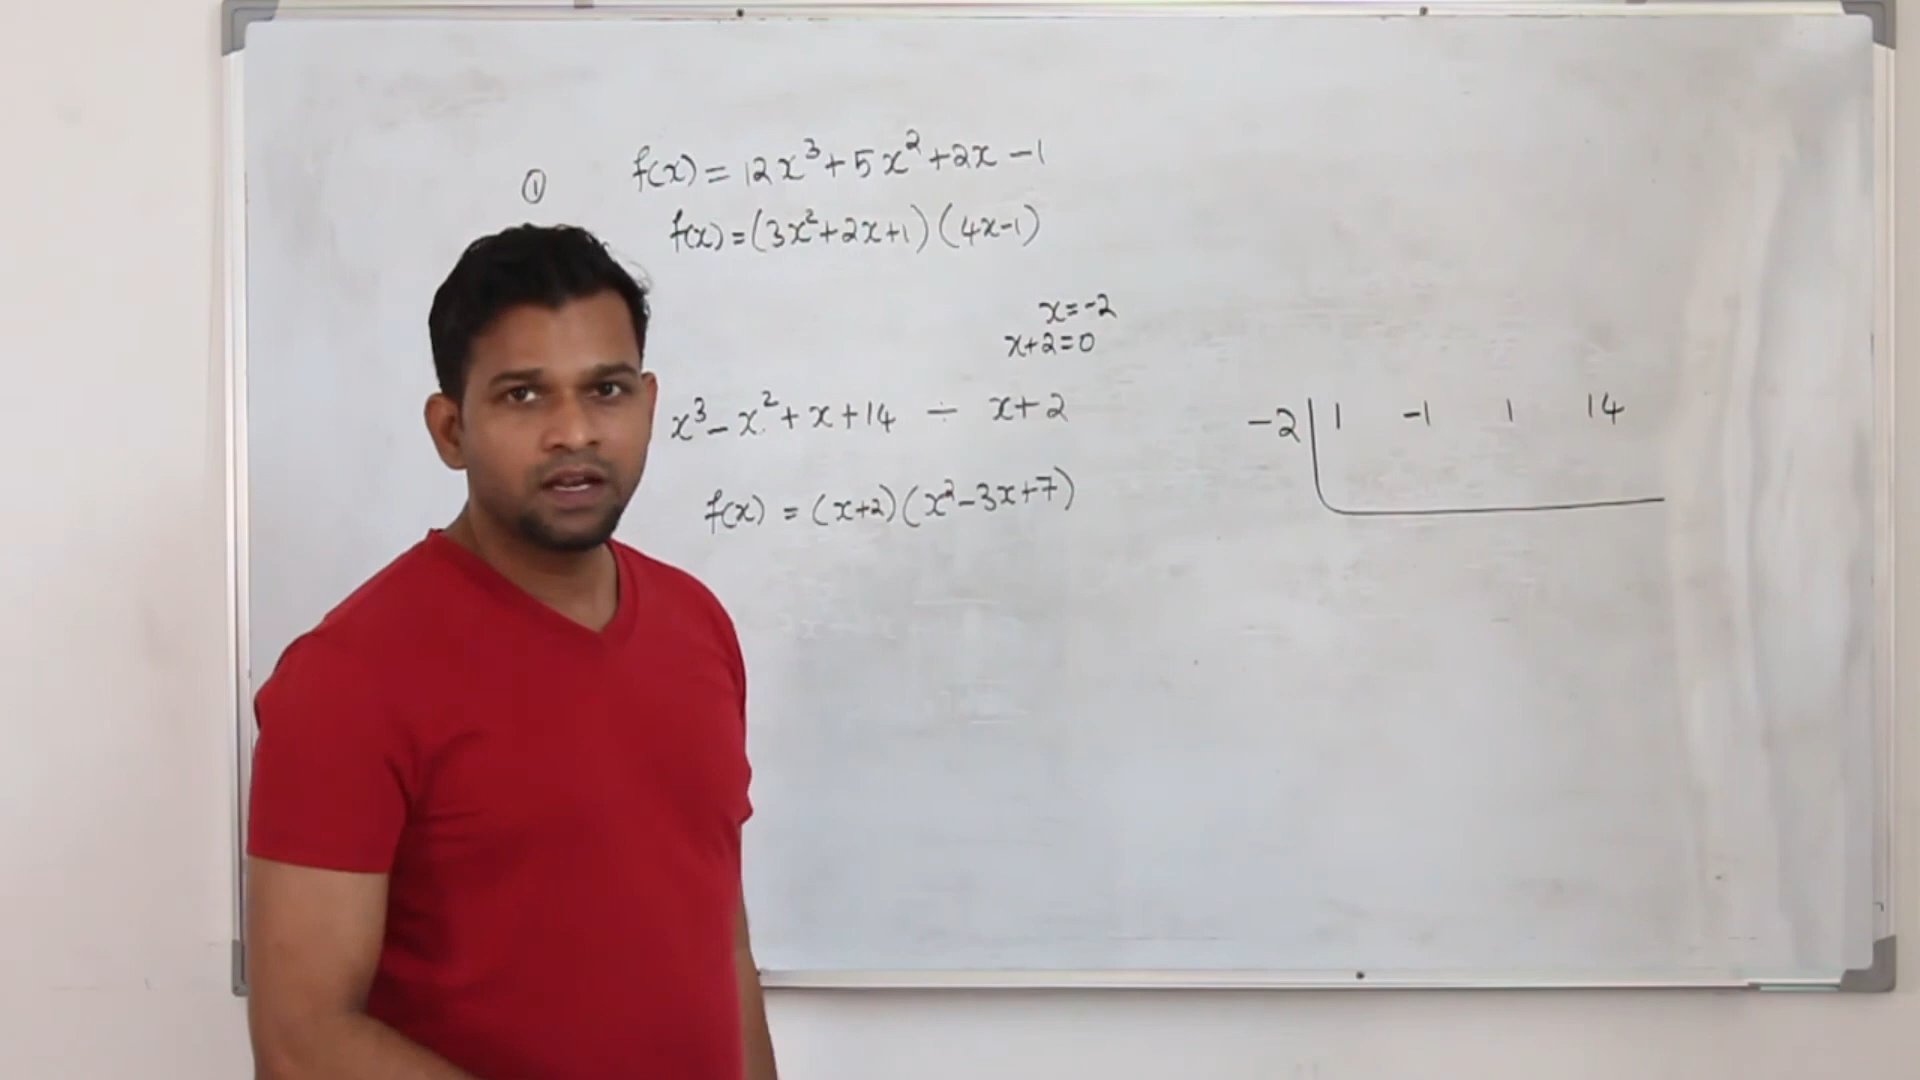 ① f(x) = 12x³ + 5x² + 2x - 1
f(x) = (3x² + 2x + 1) (4x - 1)
x = -2
x + 2 = 0
x³ - x² + x + 14 ÷ x + 2
-2 | 1 -1 1 14
f(x) = (x + 2) (x² - 3x + 7)